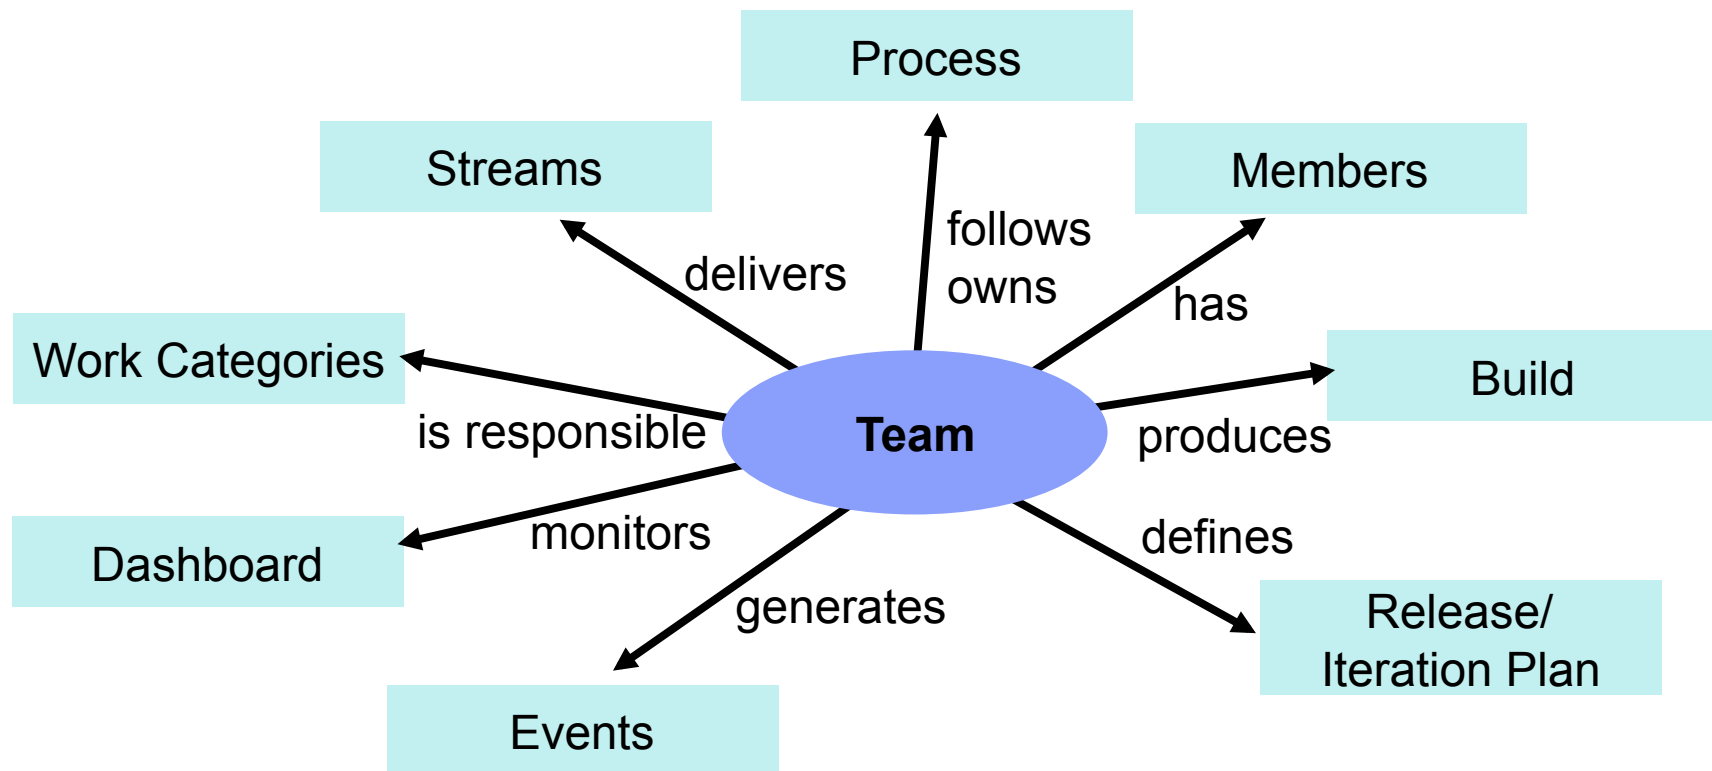 Process
Streams
Members
follows
owns
delivers
has
Work Categories
Build
is responsible
Team
produces
monitors
defines
Dashboard
generates
Release/
Iteration Plan
Events